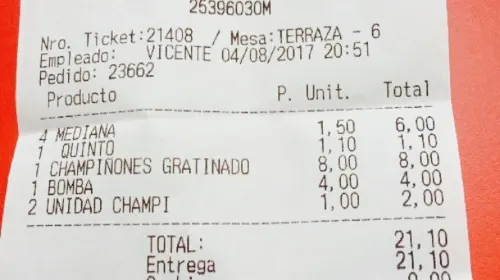 25396030M
Nro. Ticket:21408 / Mesa:TERRAZA - 6
Empleado: VICENTE 04/08/2017 20:51
Pedido: 23662
Producto P. Unit. Total
4 MEDIANA 1,50 6,00
1 QUINTO 1,10 1,10
1 CHAMPIÑONES GRATINADO 8,00 8,00
1 BOMBA 4,00 4,00
2 UNIDAD CHAMPI 1,00 2,00
TOTAL: 21,10
Entrega 21,10